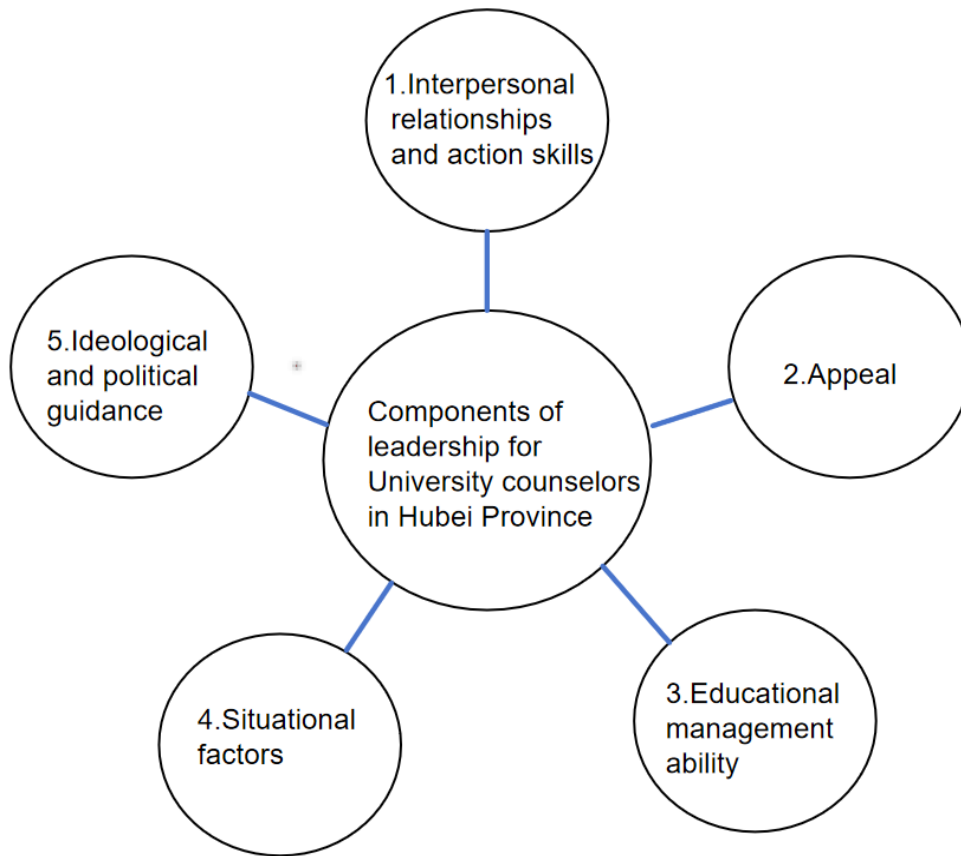 1.Interpersonal
relationships
and action skills
2.Appeal
3.Educational
management
ability
4.Situational
factors
5.Ideological
and political
guidance
Components of
leadership for
University counselors
in Hubei Province